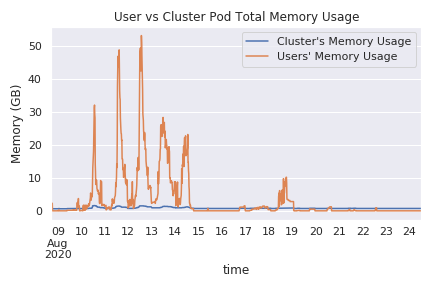 User vs Cluster Pod Total Memory Usage
Cluster's Memory Usage
Users' Memory Usage
Memory (GB)
50
40
30
20
10
0
09 10 11 12 13 14 15 16 17 18 19 20 21 22 23 24
Aug
2020
time